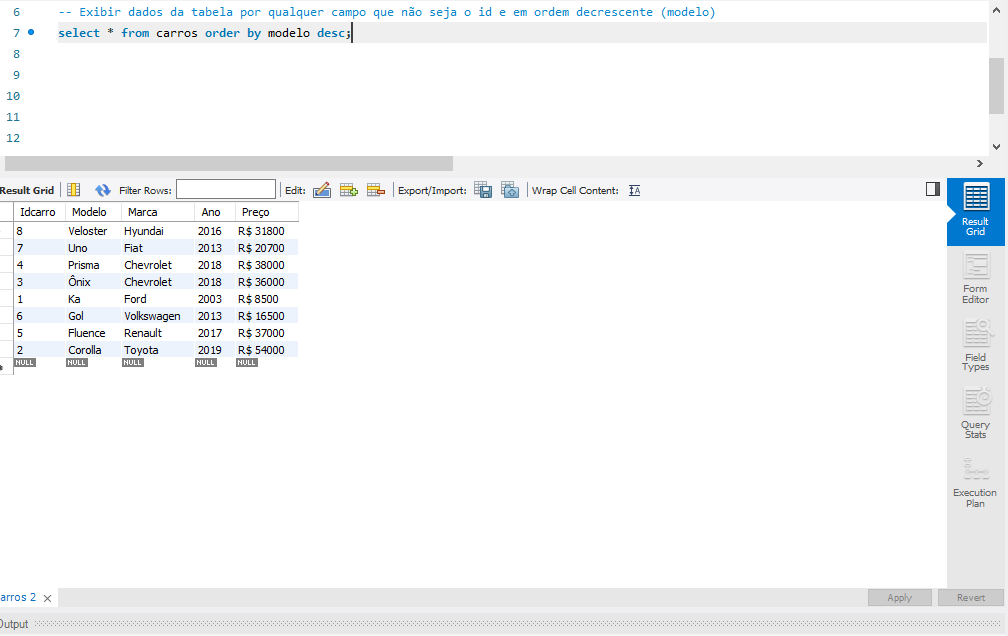 6 -- Exibir dados da tabela por qualquer campo que não seja o id e em ordem decrescente (modelo)
7 select * from carros order by modelo desc;
8
9
10
11
12
Result Grid Filter Rows: Edit: Export/Import: Wrap Cell Content: IA
Idcarro Modelo Marca Ano Preço
8 Veloster Hyundai 2016 R$ 31800
7 Uno Fiat 2013 R$ 20700
4 Prisma Chevrolet 2018 R$ 38000
3 Ônix Chevrolet 2018 R$ 36000
1 Ka Ford 2003 R$ 8500
6 Gol Volkswagen 2013 R$ 16500
5 Fluence Renault 2017 R$ 37000
2 Corolla Toyota 2019 R$ 54000
NULL NULL NULL NULL NULL
Result
Grid
Form
Editor
Field
Types
Query
Stats
Execution
Plan
arros 2
Apply Revert
Output